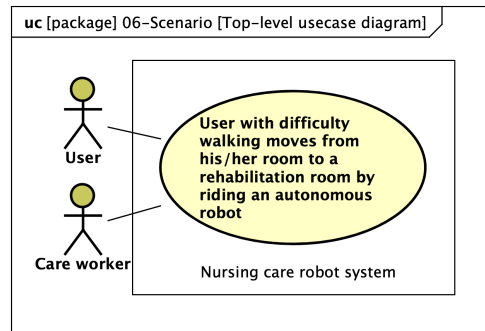 uc [package] 06-Scenario [Top-level usecase diagram]
User with difficulty
walking moves from
his/her room to a
rehabilitation room by
riding an autonomous
robot
User
Care worker
Nursing care robot system